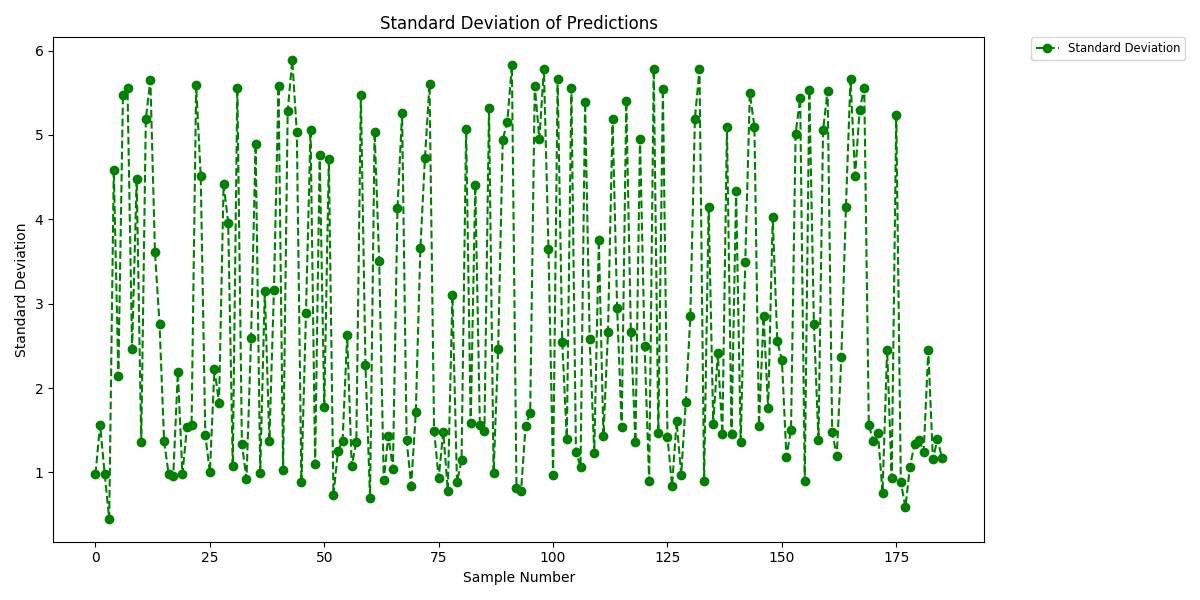 Standard Deviation of Predictions
Standard Deviation
6
5
4
3
2
1
Standard Deviation
0 25 50 75 100 125 150 175
Sample Number